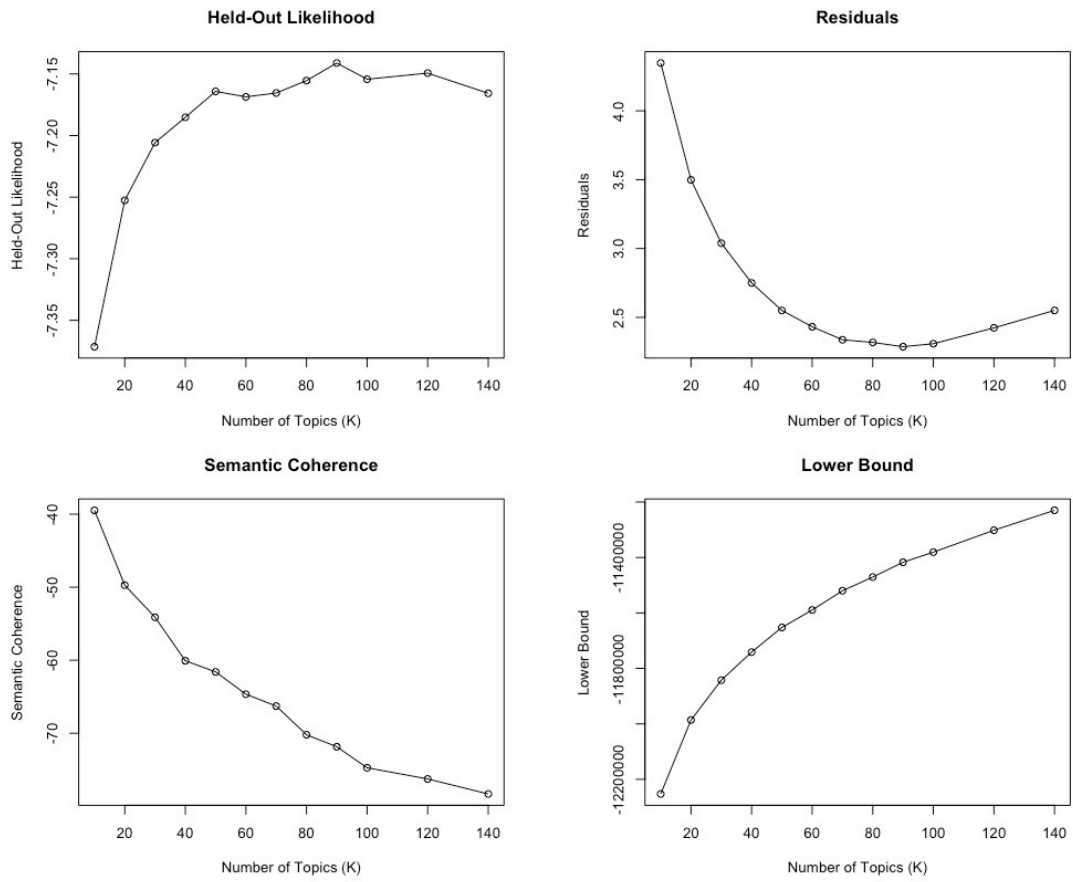 Held-Out Likelihood
Held-Out Likelihood
-7.15
-7.20
-7.25
-7.30
-7.35
20 40 60 80 100 120 140
Number of Topics (K)
Residuals
Residuals
4.0
3.5
3.0
2.5
20 40 60 80 100 120 140
Number of Topics (K)
Semantic Coherence
Semantic Coherence
-40
-50
-60
-70
20 40 60 80 100 120 140
Number of Topics (K)
Lower Bound
Lower Bound
-11400000
-11800000
-12200000
20 40 60 80 100 120 140
Number of Topics (K)